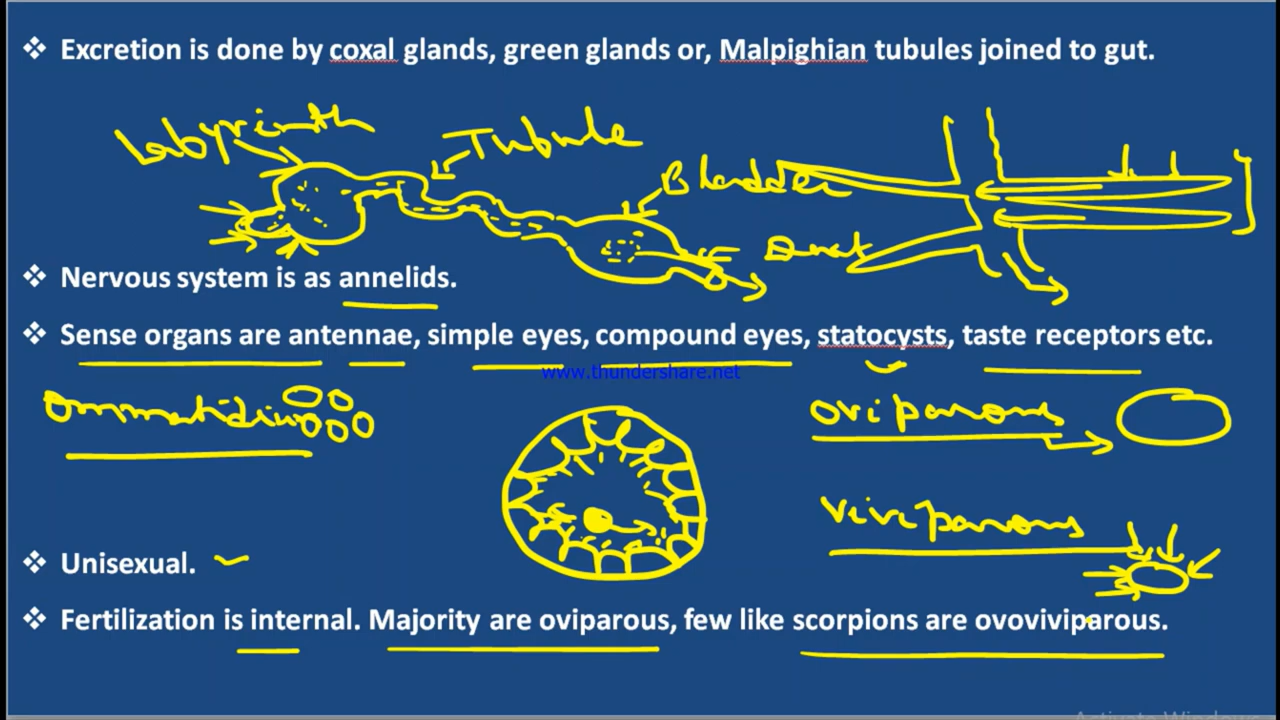 ❖ Excretion is done by coxal glands, green glands or, Malpighian tubules joined to gut.
Labyrinth
Tubule
Bladder
Duct
❖ Nervous system is as annelids.
❖ Sense organs are antennae, simple eyes, compound eyes, statocysts, taste receptors etc.
www.thundershare.net
Ommatidium
oviparous
viviparous
❖ Unisexual.
❖ Fertilization is internal. Majority are oviparous, few like scorpions are ovoviviparous.
Activate Windows